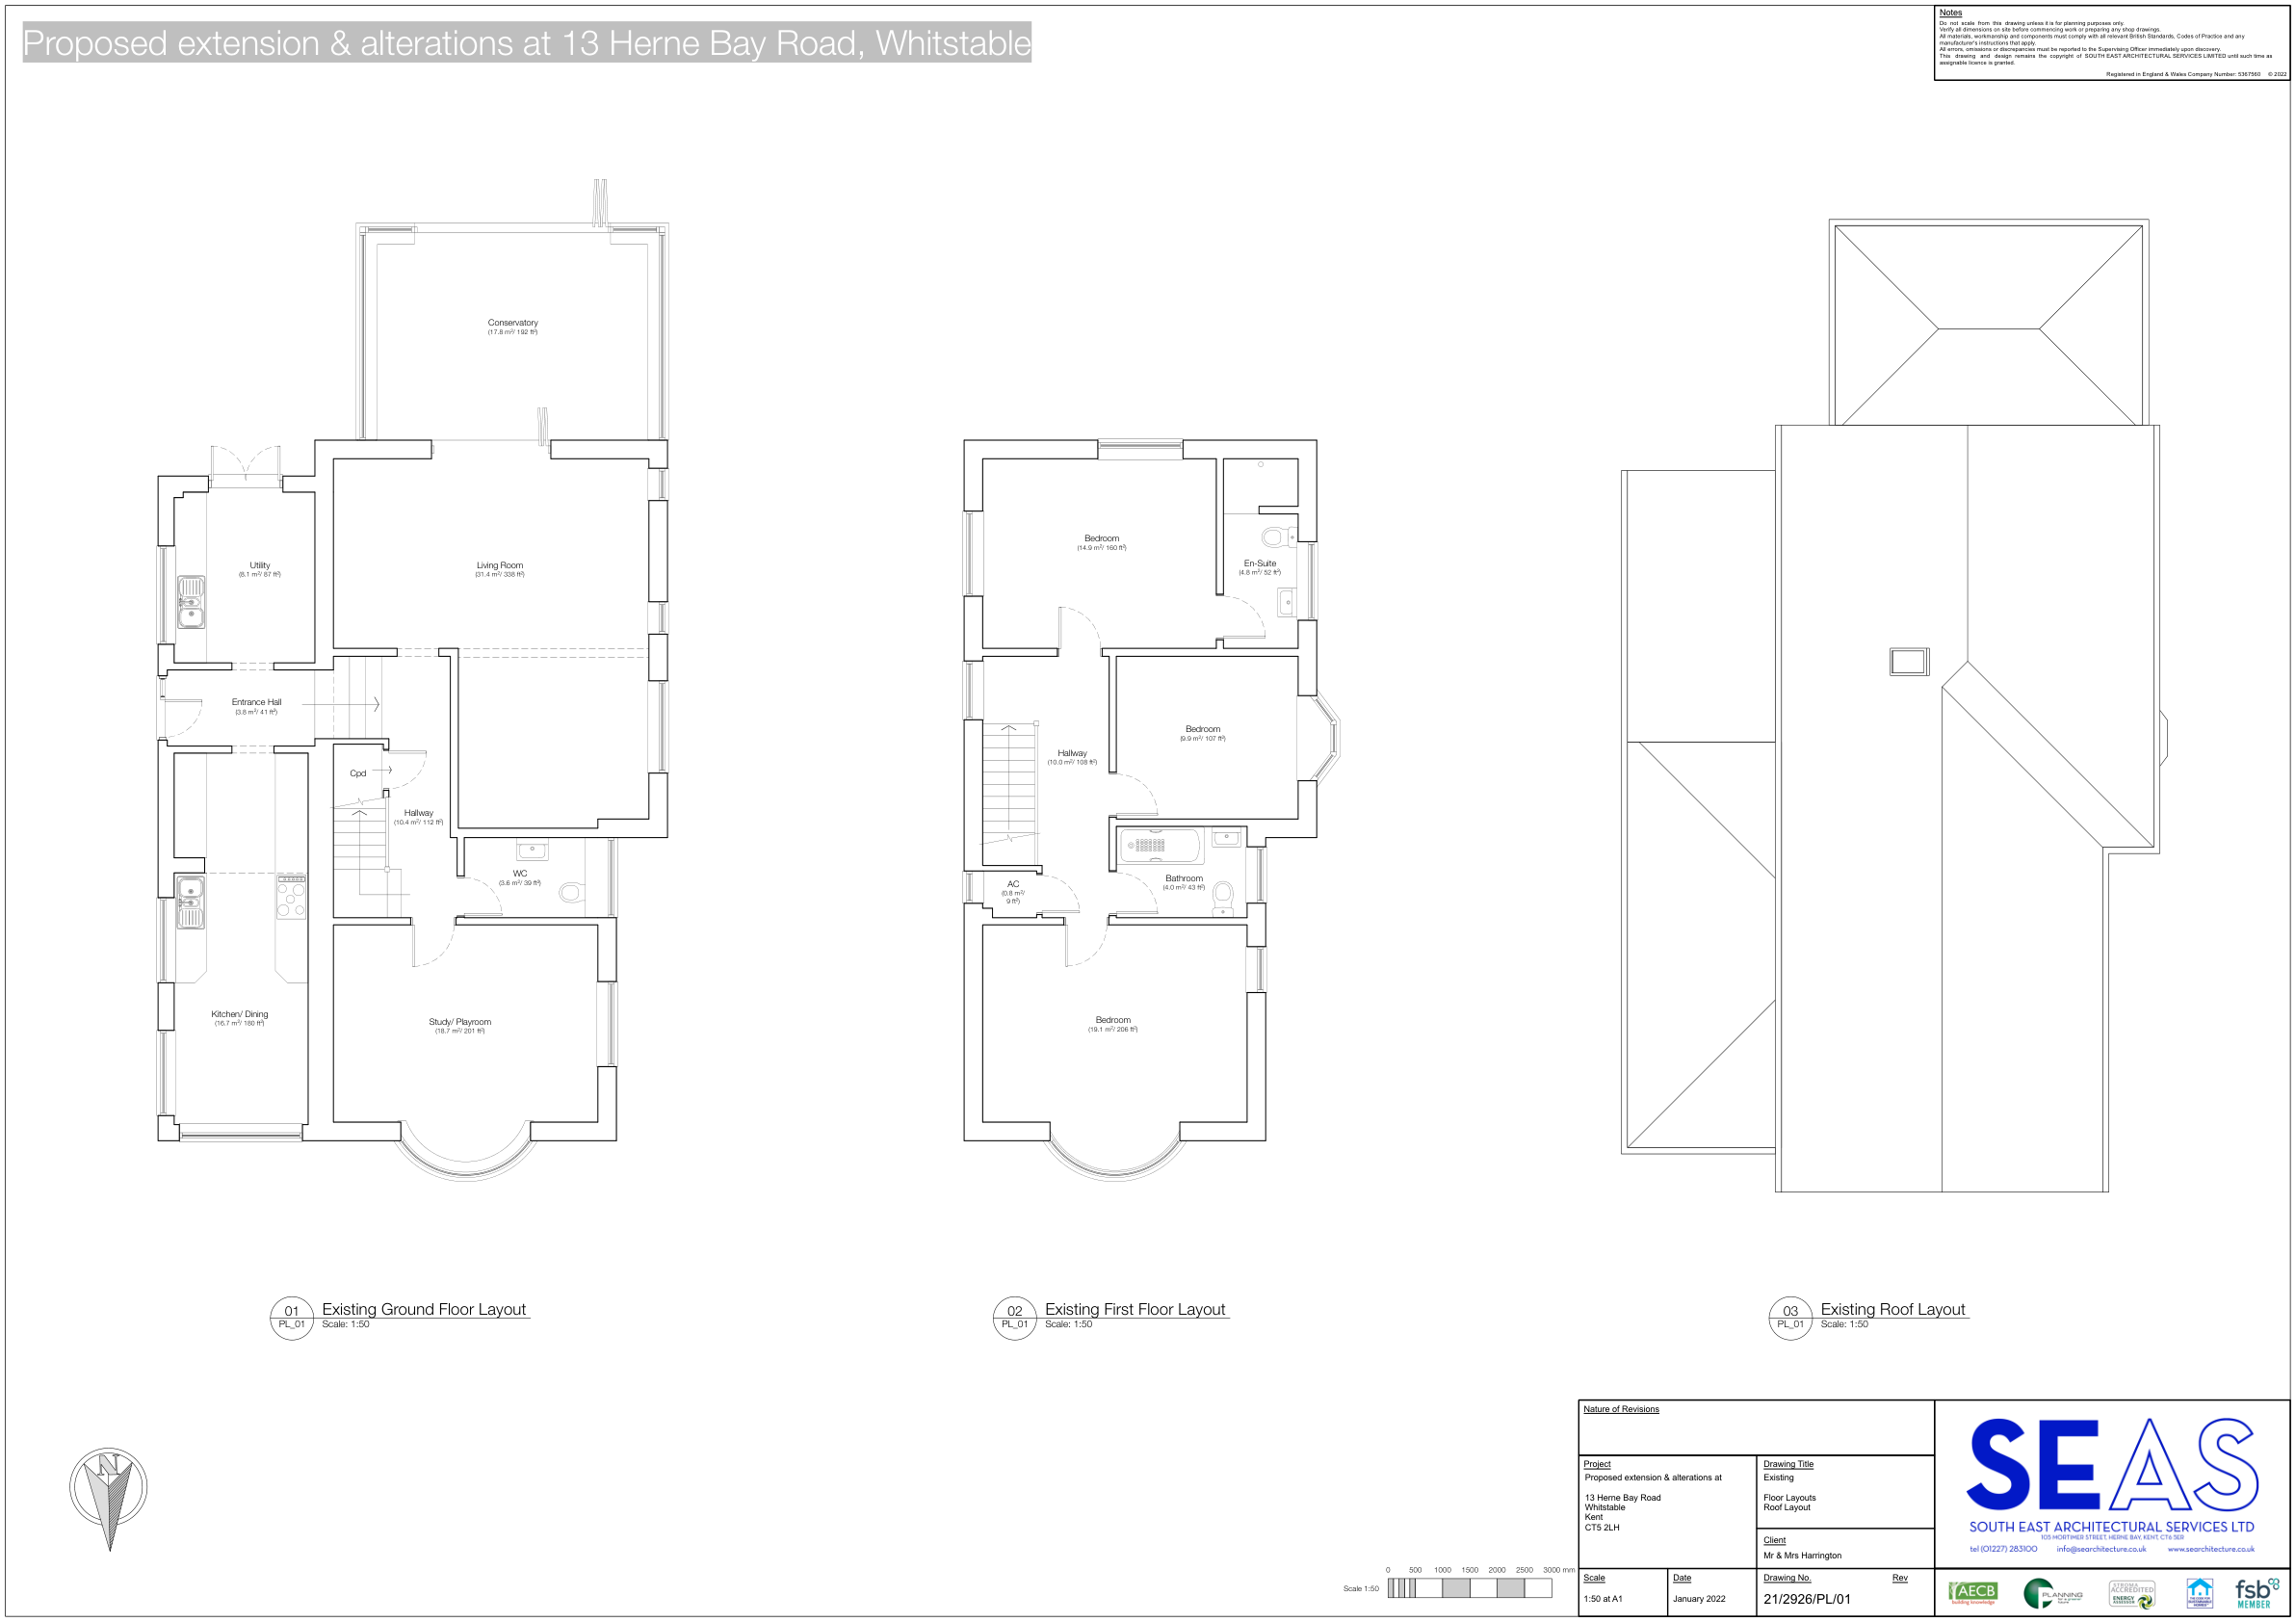 Proposed extension & alterations at 13 Herne Bay Road, Whitstable
Notes
Do not scale from this drawing unless it is for planning purposes only.
Verify all dimensions on site before commencing work or preparing any shop drawings.
All materials, workmanship and components must comply with all relevant British Standards, Codes of Practice and any
manufacturer's instructions that apply.
All errors, omissions or discrepancies must be reported to the Supervising Officer immediately upon discovery.
This drawing and design remains the copyright of SOUTH EAST ARCHITECTURAL SERVICES LIMITED until such time as
assignable licence is granted.
Registered in England & Wales Company Number: 5367560 © 2022
Conservatory
(17.8 m²/ 192 ft²)
Utility
(8.1 m²/ 87 ft²)
Living Room
(31.4 m²/ 338 ft²)
Entrance Hall
(3.8 m²/ 41 ft²)
Cpd
Hallway
(10.4 m²/ 112 ft²)
WC
(3.6 m²/ 39 ft²)
Kitchen/ Dining
(16.7 m²/ 180 ft²)
Study/ Playroom
(18.7 m²/ 201 ft²)
Bedroom
(14.9 m²/ 160 ft²)
En-Suite
(4.8 m²/ 52 ft²)
Bedroom
(9.9 m²/ 107 ft²)
Hallway
(10.0 m²/ 108 ft²)
AC
(0.8 m²/
9 ft²)
Bathroom
(4.0 m²/ 43 ft²)
Bedroom
(19.1 m²/ 206 ft²)
01
PL_01
Existing Ground Floor Layout
Scale: 1:50
02
PL_01
Existing First Floor Layout
Scale: 1:50
03
PL_01
Existing Roof Layout
Scale: 1:50
N
Scale 1:50
0 500 1000 1500 2000 2500 3000 mm
Nature of Revisions
Project
Proposed extension & alterations at
13 Herne Bay Road
Whitstable
Kent
CT5 2LH
Drawing Title
Existing
Floor Layouts
Roof Layout
Client
Mr & Mrs Harrington
Scale
1:50 at A1
Date
January 2022
Drawing No.
21/2926/PL/01
Rev
SEAS
SOUTH EAST ARCHITECTURAL SERVICES LTD
105 MORTIMER STREET, HERNE BAY, KENT, CT6 5ER
tel (01227) 283100 info@searchitecture.co.uk www.searchitecture.co.uk
AECB
building knowledge
PLANNING
for a greener
future
STROMA
ACCREDITED
ENERGY
ASSESSOR
fsb
MEMBER